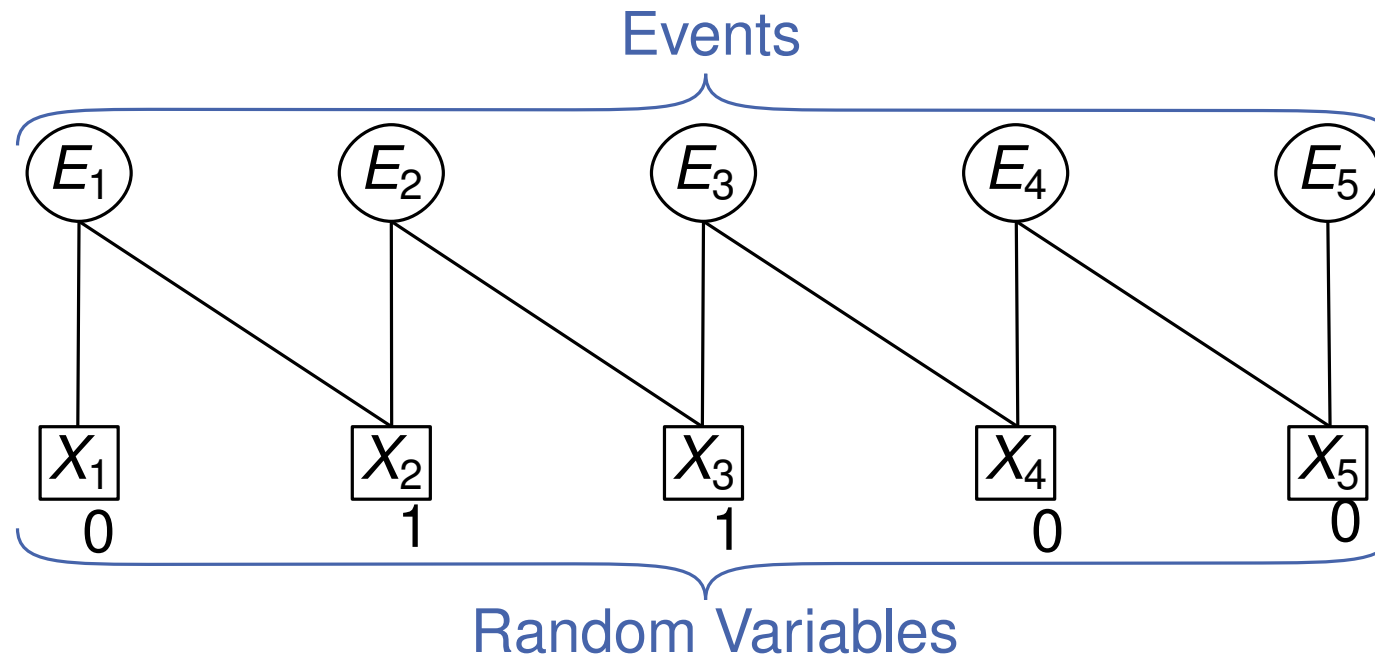 Events
E₁ E₂ E₃ E₄ E₅
X₁ X₂ X₃ X₄ X₅
0 1 1 0 0
Random Variables